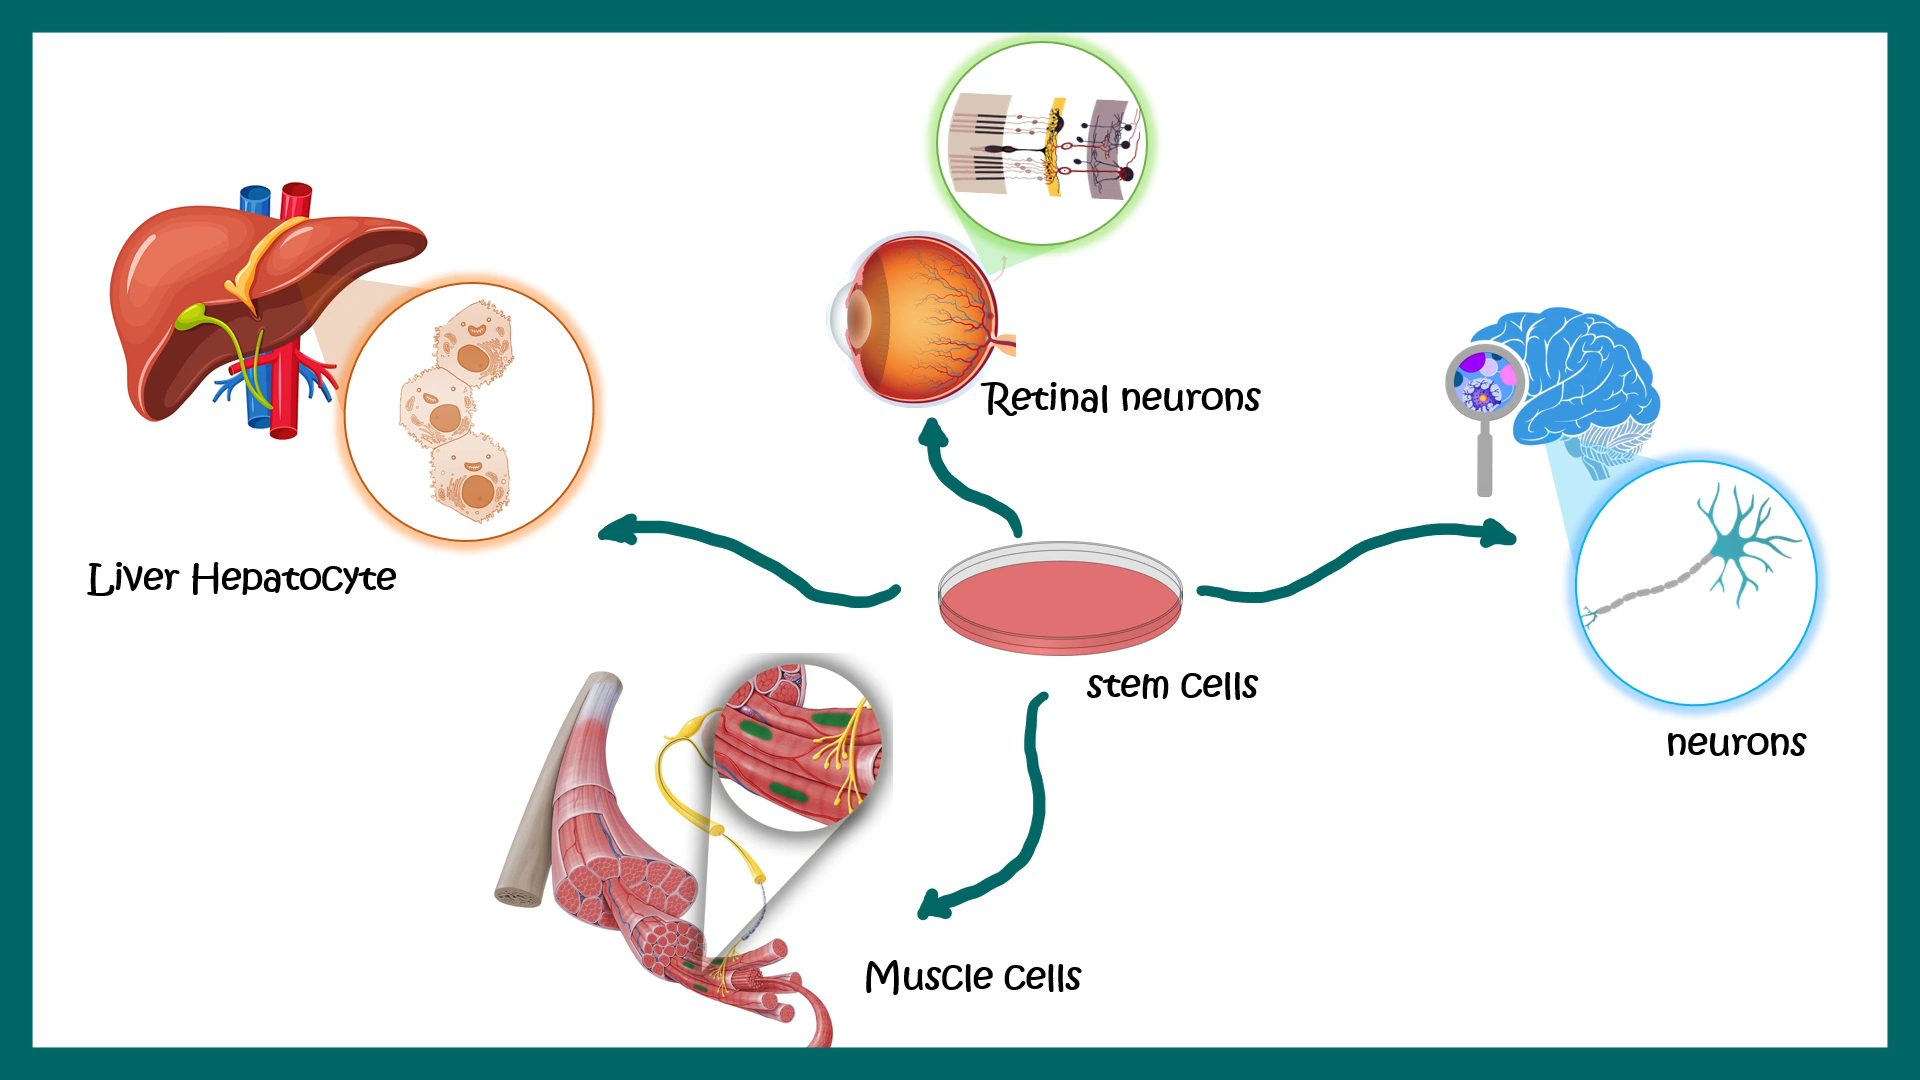 Retinal neurons
Liver Hepatocyte
stem cells
neurons
Muscle cells